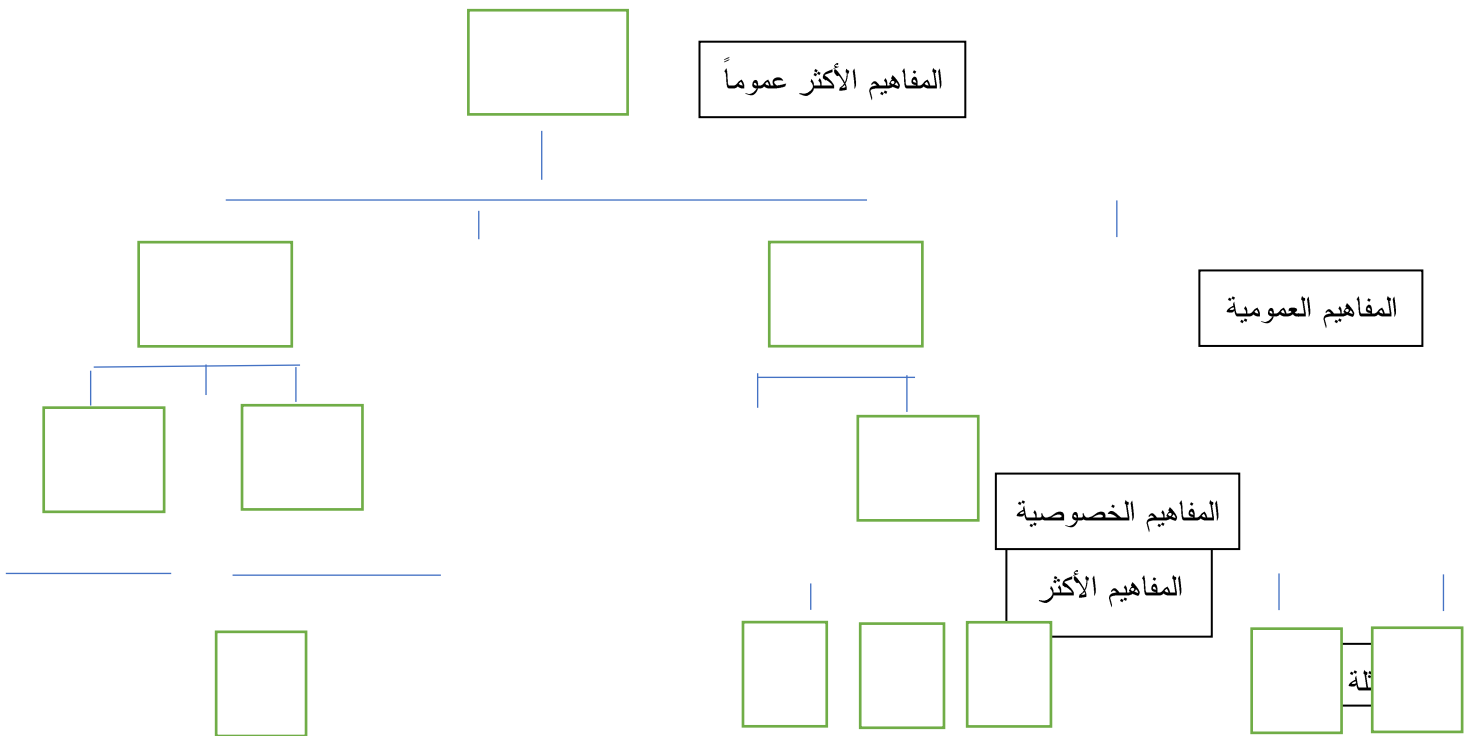 المفاهيم الأكثر عموماً
المفاهيم العمومية
المفاهيم الخصوصية
المفاهيم الأكثر